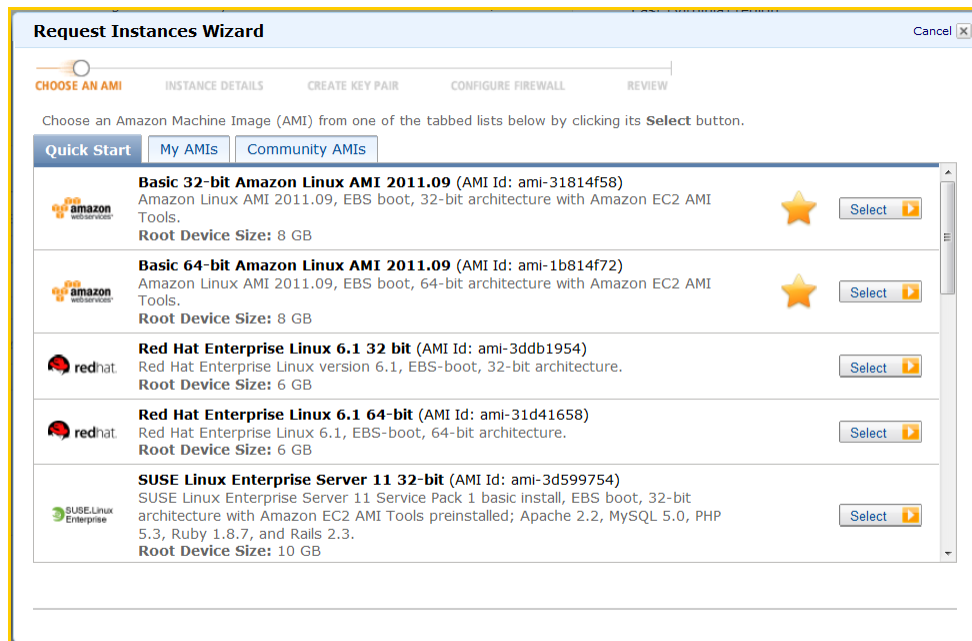 Request Instances Wizard
Cancel
CHOOSE AN AMI
INSTANCE DETAILS
CREATE KEY PAIR
CONFIGURE FIREWALL
REVIEW
Choose an Amazon Machine Image (AMI) from one of the tabbed lists below by clicking its Select button.
Quick Start
My AMIs
Community AMIs
amazon
webservices™
Basic 32-bit Amazon Linux AMI 2011.09 (AMI Id: ami-31814f58)
Amazon Linux AMI 2011.09, EBS boot, 32-bit architecture with Amazon EC2 AMI
Tools.
Root Device Size: 8 GB
Select
amazon
webservices™
Basic 64-bit Amazon Linux AMI 2011.09 (AMI Id: ami-1b814f72)
Amazon Linux AMI 2011.09, EBS boot, 64-bit architecture with Amazon EC2 AMI
Tools.
Root Device Size: 8 GB
Select
redhat.
Red Hat Enterprise Linux 6.1 32 bit (AMI Id: ami-3ddb1954)
Red Hat Enterprise Linux version 6.1, EBS-boot, 32-bit architecture.
Root Device Size: 6 GB
Select
redhat.
Red Hat Enterprise Linux 6.1 64-bit (AMI Id: ami-31d41658)
Red Hat Enterprise Linux 6.1, EBS-boot, 64-bit architecture.
Root Device Size: 6 GB
Select
SUSE.Linux
Enterprise
SUSE Linux Enterprise Server 11 32-bit (AMI Id: ami-3d599754)
SUSE Linux Enterprise Server 11 Service Pack 1 basic install, EBS boot, 32-bit
architecture with Amazon EC2 AMI Tools preinstalled; Apache 2.2, MySQL 5.0, PHP
5.3, Ruby 1.8.7, and Rails 2.3.
Root Device Size: 10 GB
Select